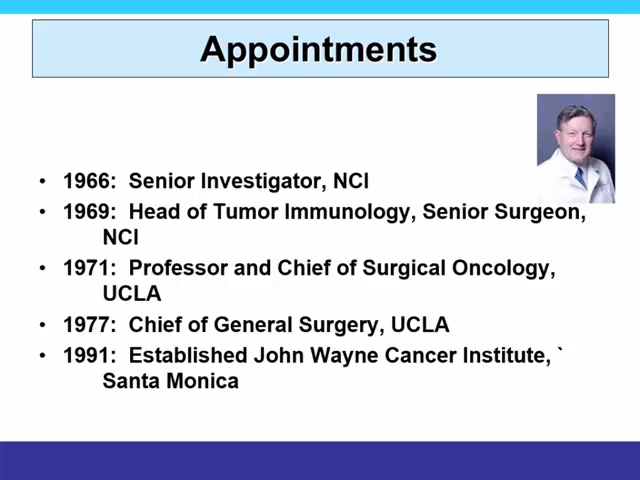 Appointments
• 1966: Senior Investigator, NCI
• 1969: Head of Tumor Immunology, Senior Surgeon,
NCI
• 1971: Professor and Chief of Surgical Oncology,
UCLA
• 1977: Chief of General Surgery, UCLA
• 1991: Established John Wayne Cancer Institute, `
Santa Monica